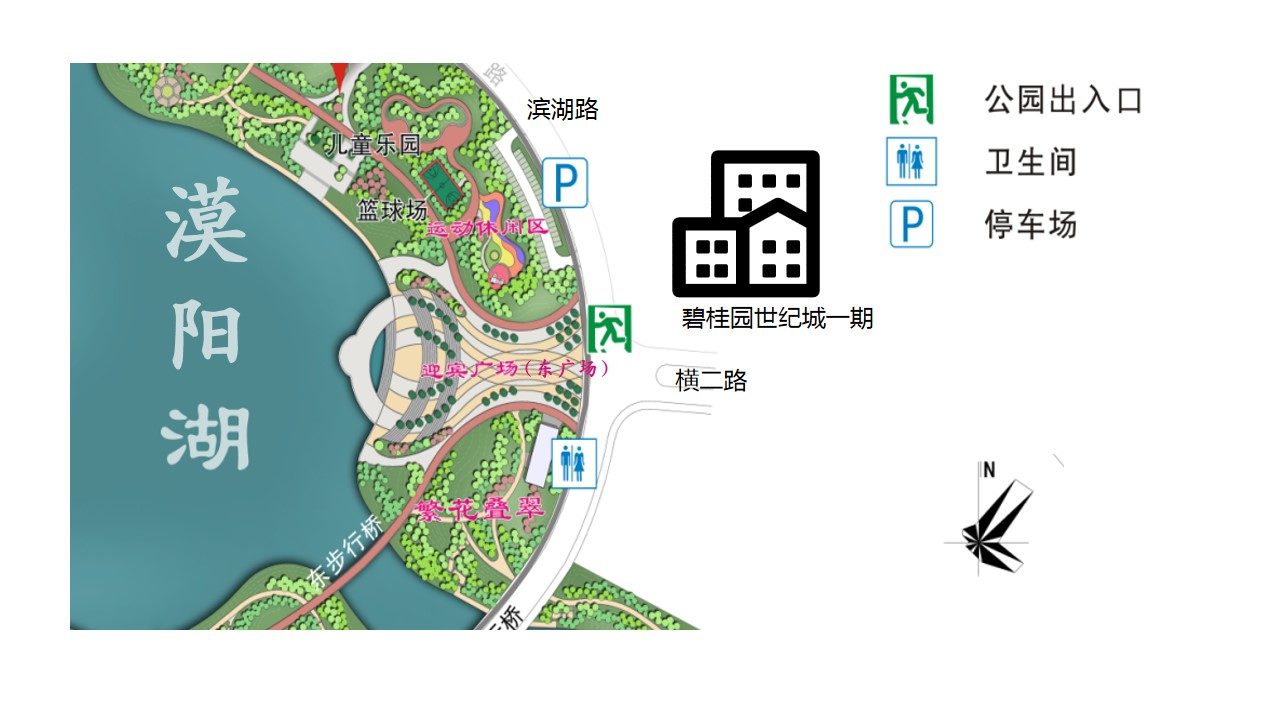 路
滨湖路
公园出入口
卫生间
P
停车场
P
儿童乐园
篮球场
运动休闲区
漠阳湖
碧桂园世纪城一期
迎宾广场(东广场)
横二路
繁花叠翠
东步行桥
桥
N